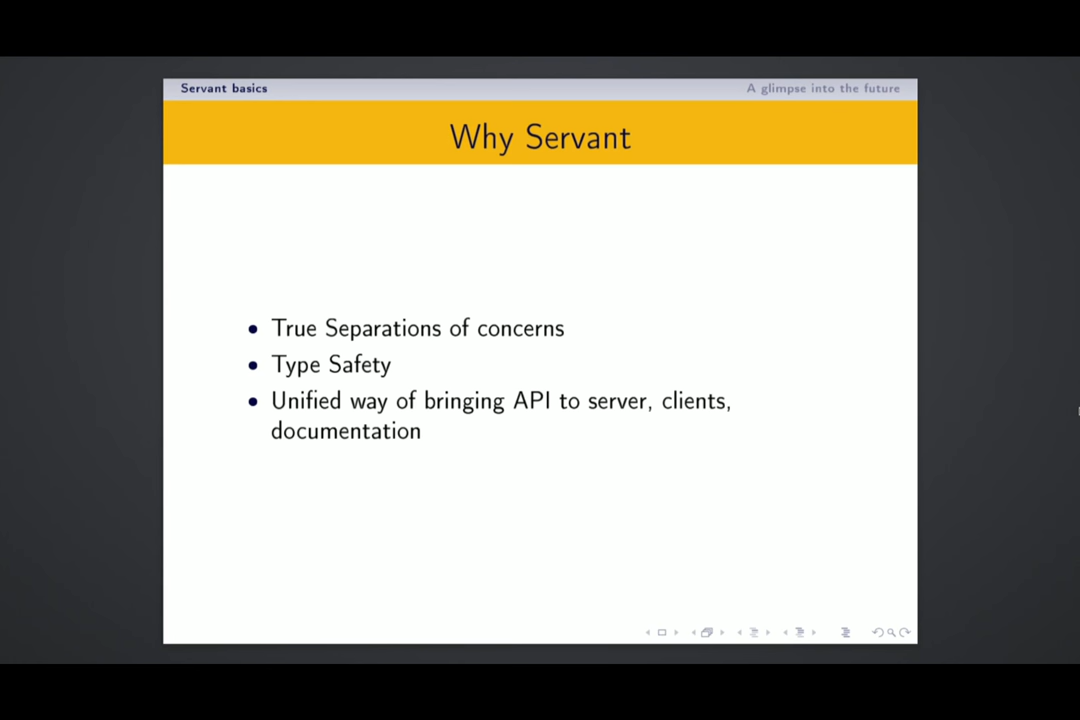 Servant basics
A glimpse into the future
Why Servant
• True Separations of concerns
• Type Safety
• Unified way of bringing API to server, clients,
documentation